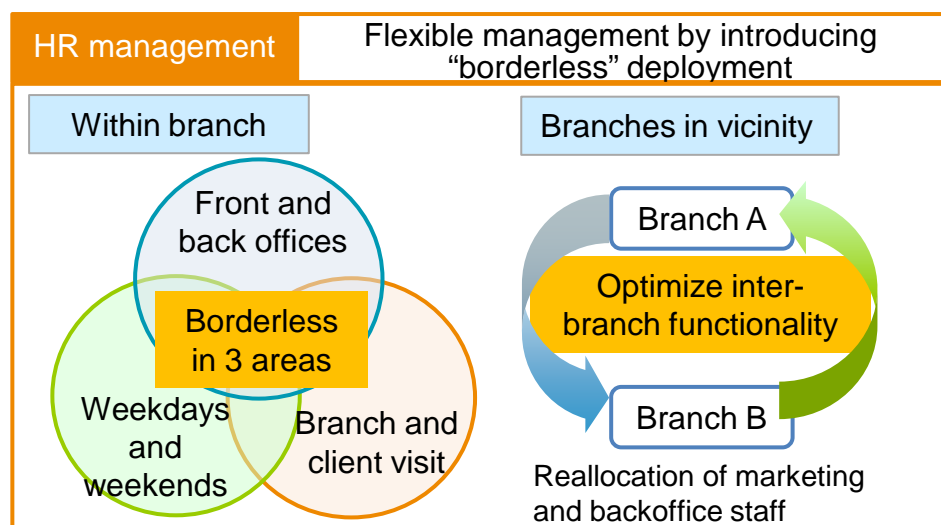 HR management
Flexible management by introducing
“borderless” deployment
Within branch
Front and
back offices
Borderless
in 3 areas
Weekdays
and
weekends
Branch and
client visit
Branches in vicinity
Branch A
Optimize inter-
branch functionality
Branch B
Reallocation of marketing
and backoffice staff